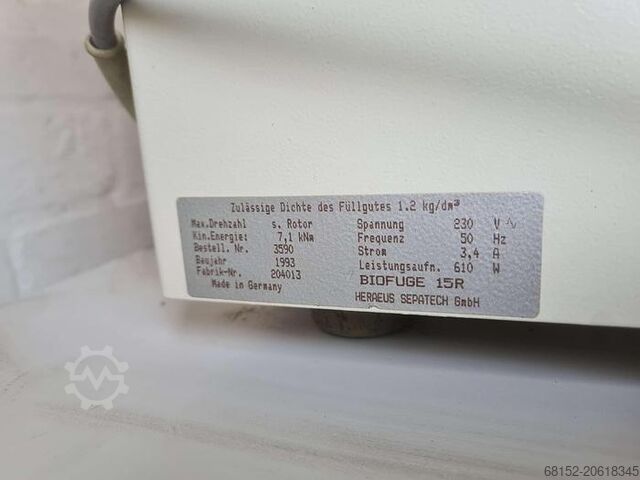 Zulässige Dichte des Füllgutes 1.2 kg/dm³
Max.Drehzahl s. Rotor Spannung 230 V∿
Kin.Energie: 7,1 kNm Frequenz 50 Hz
Bestell. Nr. 3590 Strom 3,4 A
Baujahr 1993 Leistungsaufn. 610 W
Fabrik-Nr. 204013 BIOFUGE 15R
Made in Germany HERAEUS SEPATECH GmbH
68152-20618345